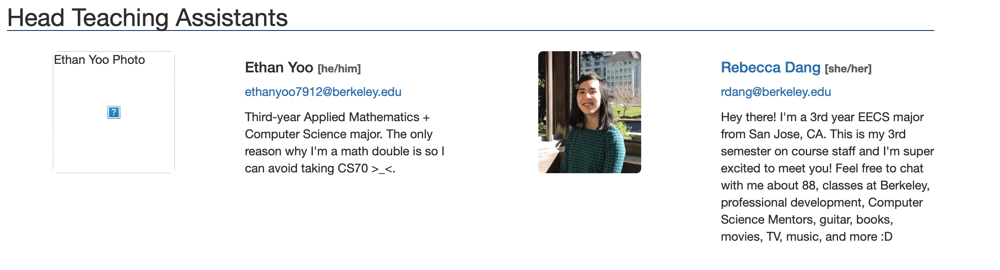 Head Teaching Assistants
Ethan Yoo Photo
?
Ethan Yoo [he/him]
ethanyoo7912@berkeley.edu
Third-year Applied Mathematics +
Computer Science major. The only
reason why I'm a math double is so I
can avoid taking CS70 >_<.
Rebecca Dang [she/her]
rdang@berkeley.edu
Hey there! I'm a 3rd year EECS major
from San Jose, CA. This is my 3rd
semester on course staff and I'm super
excited to meet you! Feel free to chat
with me about 88, classes at Berkeley,
professional development, Computer
Science Mentors, guitar, books,
movies, TV, music, and more :D